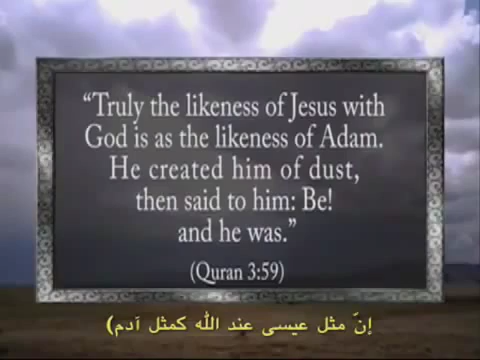 “Truly the likeness of Jesus with
God is as the likeness of Adam.
He created him of dust,
then said to him: Be!
and he was.”
(Quran 3:59)
إنّ مثل عيسى عند الله كمثل آدم)